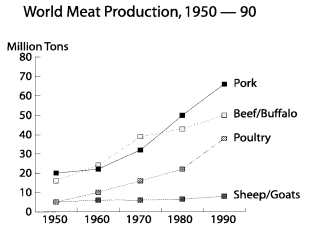 World Meat Production, 1950 — 90
Million Tons
80
70
60
50
40
30
20
10
0
Pork
Beef/Buffalo
Poultry
Sheep/Goats
1950 1960 1970 1980 1990